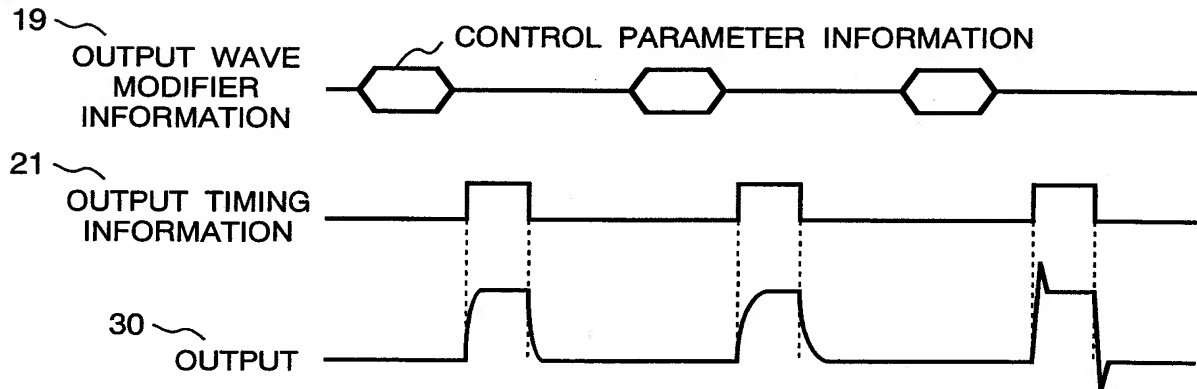 19
OUTPUT WAVE
MODIFIER
INFORMATION
CONTROL PARAMETER INFORMATION
21
OUTPUT TIMING
INFORMATION
30
OUTPUT